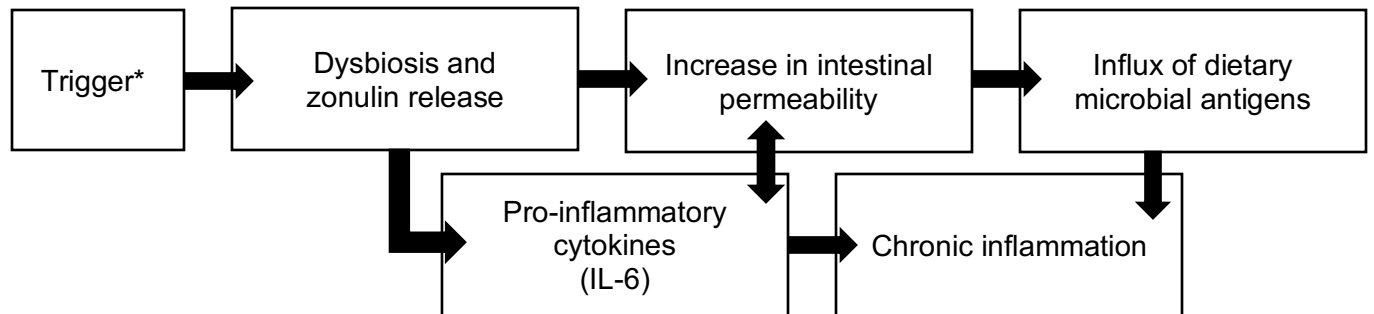 Trigger*
Dysbiosis and
zonulin release
Increase in intestinal
permeability
Influx of dietary
microbial antigens
Pro-inflammatory
cytokines
(IL-6)
Chronic inflammation